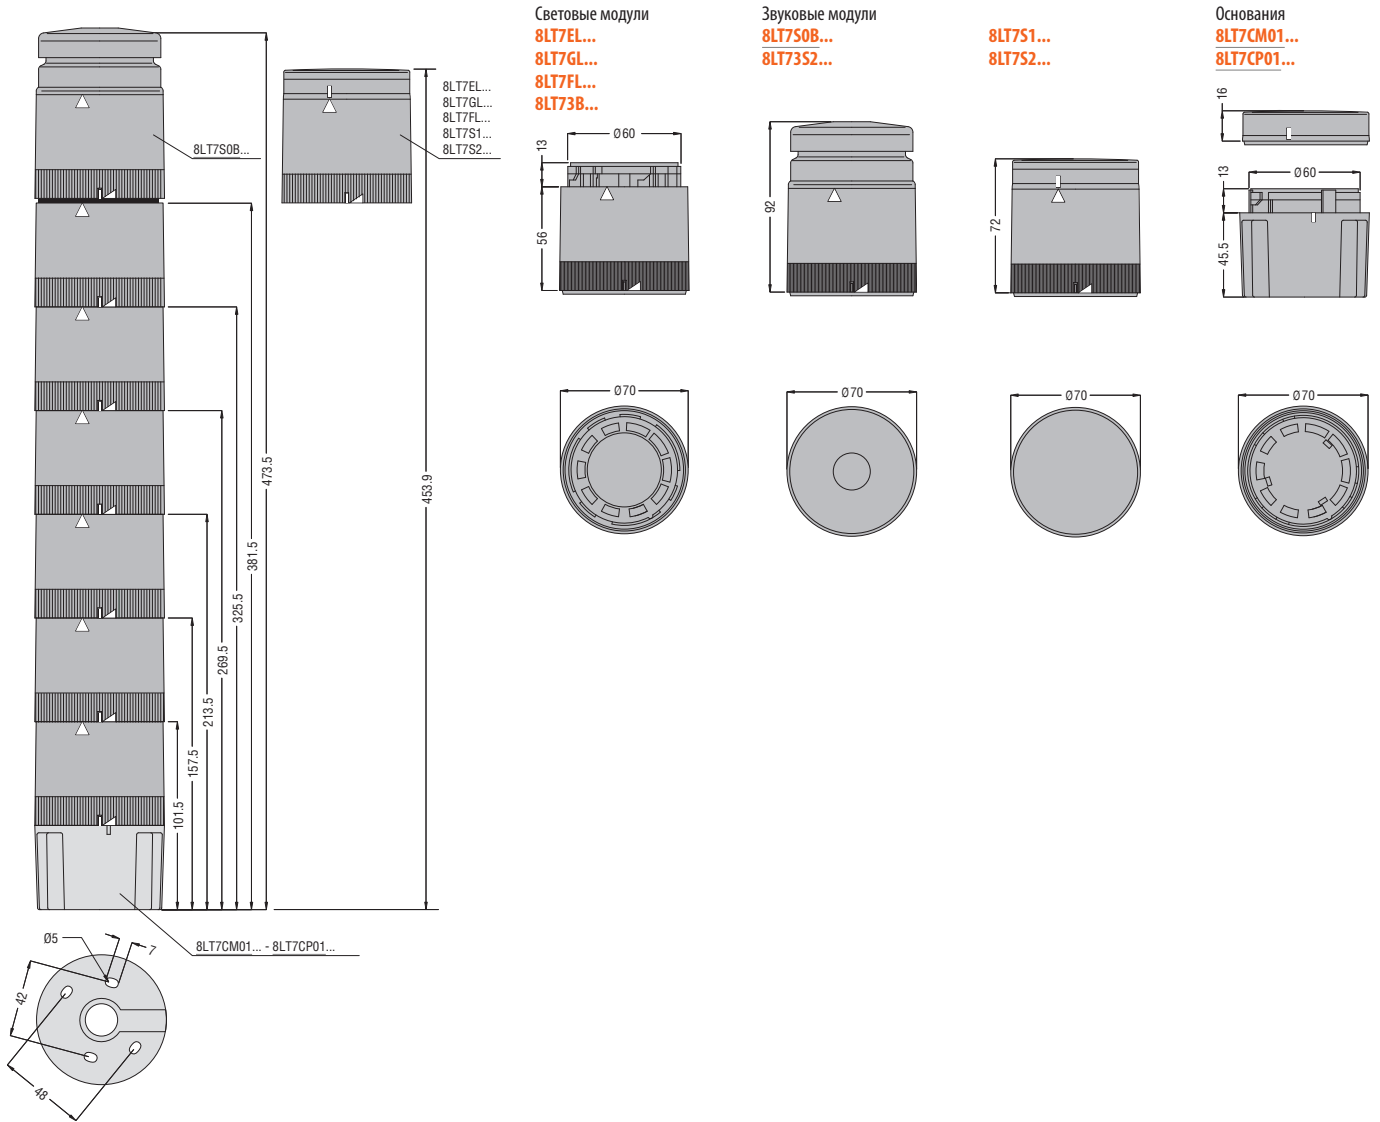 Световые модули
8LT7EL...
8LT7GL...
8LT7FL...
8LT73B...
Звуковые модули
8LT7S0B...
8LT73S2...
8LT7S1...
8LT7S2...
Основания
8LT7CM01...
8LT7CP01...
8LT7S0B...
8LT7EL...
8LT7GL...
8LT7FL...
8LT7S1...
8LT7S2...
473.5
453.9
381.5
325.5
269.5
213.5
157.5
101.5
8LT7CM01... - 8LT7CP01...
Ø5
7
42
48
Ø60
13
56
Ø70
92
Ø70
72
Ø70
16
Ø60
13
45.5
Ø70